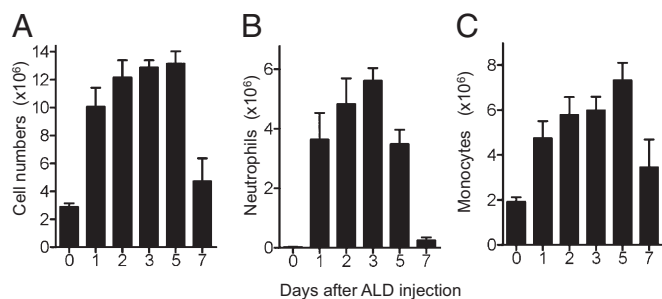 A
Cell numbers (x10⁶)
14
12
10
8
6
4
2
0 1 2 3 5 7
B
Neutrophils (x10⁶)
6
4
2
0
0 1 2 3 5 7
C
Monocytes (x10⁶)
8
6
4
2
0 1 2 3 5 7
Days after ALD injection